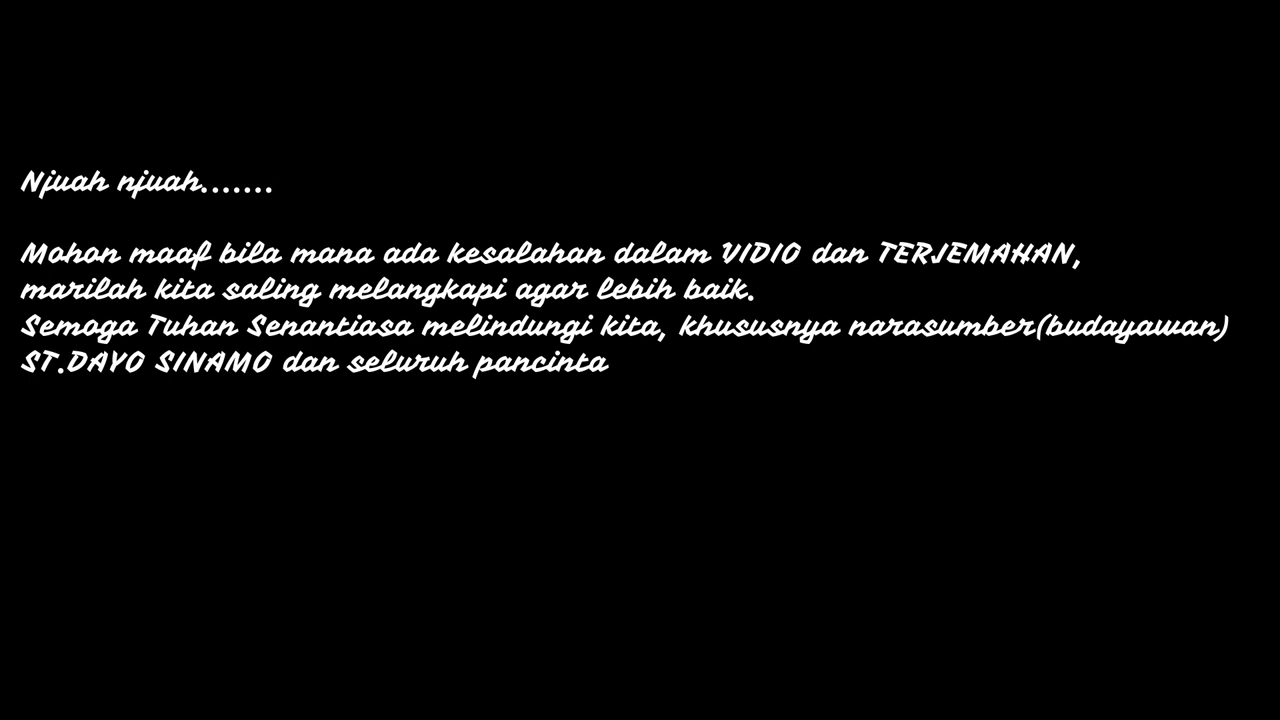 Njuah njuah.......
Mohon maaf bila mana ada kesalahan dalam VIDIO dan TERJEMAHAN,
marilah kita saling melangkapi agar lebih baik.
Semoga Tuhan Senantiasa melindungi kita, khususnya narasumber(budayawan)
ST.DAYO SINAMO dan seluruh pancinta